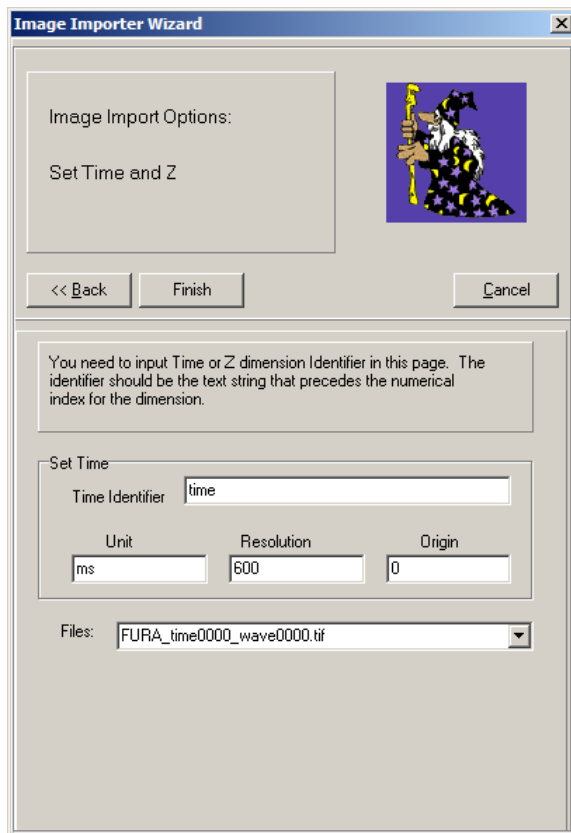 Image Importer Wizard
Image Import Options:
Set Time and Z
<< Back
Finish
Cancel
You need to input Time or Z dimension Identifier in this page. The
identifier should be the text string that precedes the numerical
index for the dimension.
Set Time
Time Identifier
time
Unit
Resolution
Origin
ms
600
0
Files:
FURA_time0000_wave0000.tif